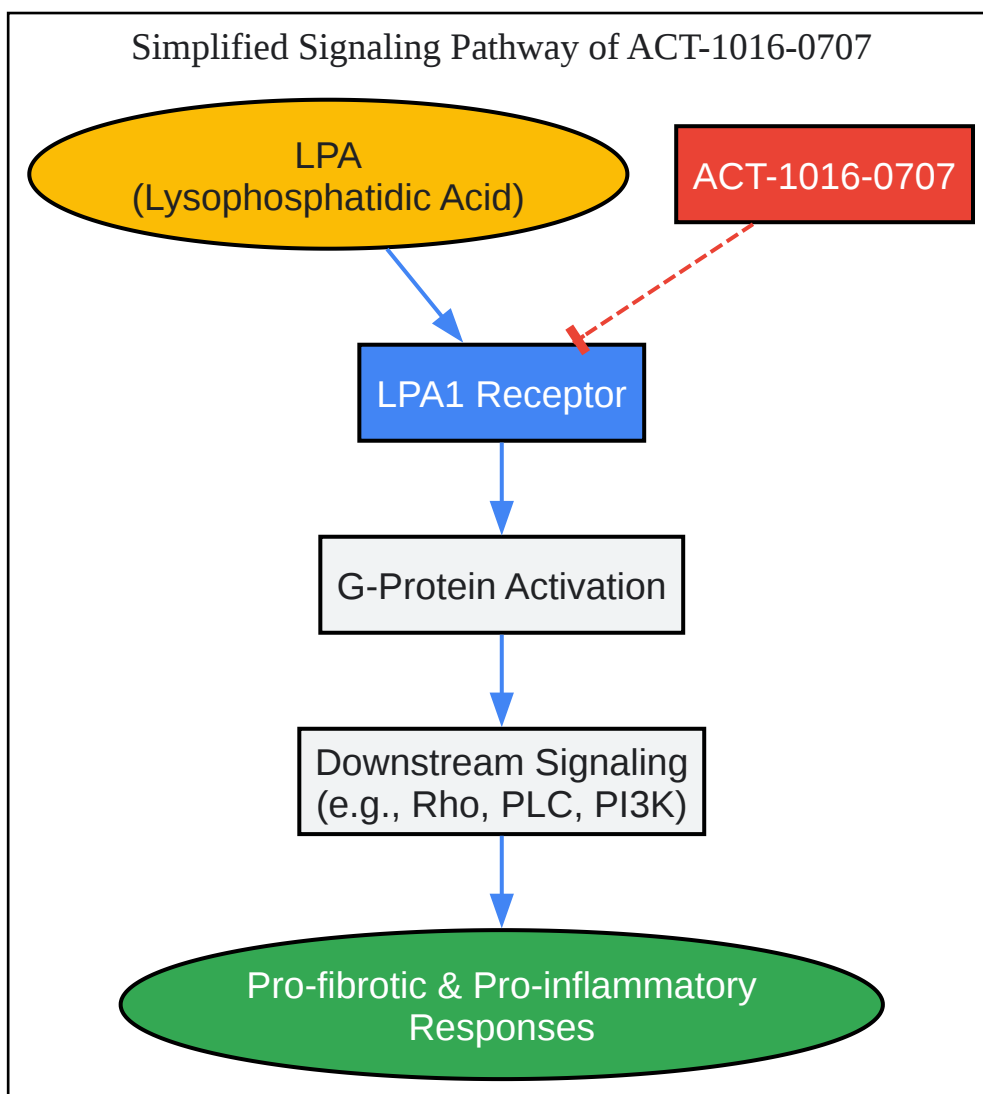 Simplified Signaling Pathway of ACT-1016-0707
LPA
(Lysophosphatidic Acid)
ACT-1016-0707
LPA1 Receptor
G-Protein Activation
Downstream Signaling
(e.g., Rho, PLC, PI3K)
Pro-fibrotic & Pro-inflammatory
Responses